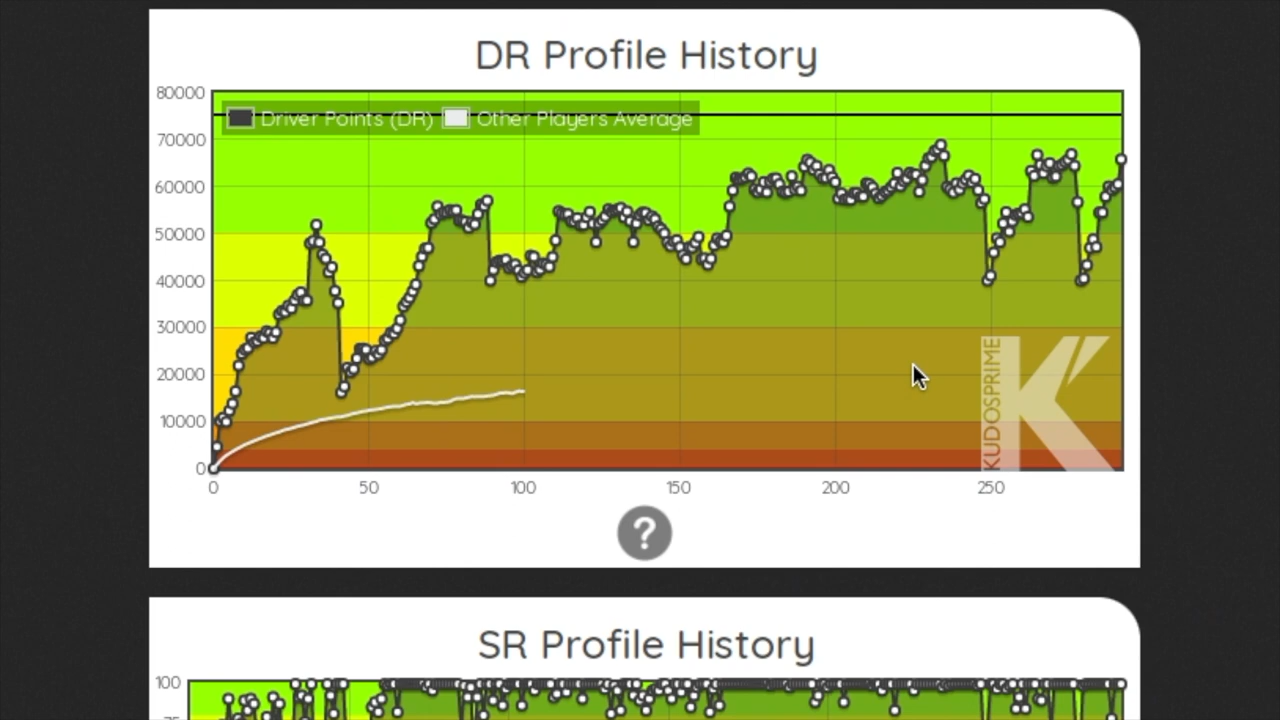 DR Profile History
80000
Driver Points (DR) Other Players Average
70000
60000
50000
40000
30000
20000
10000
0
0 50 100 150 200 250
KUDOSPRIME
K
?
SR Profile History
100
75